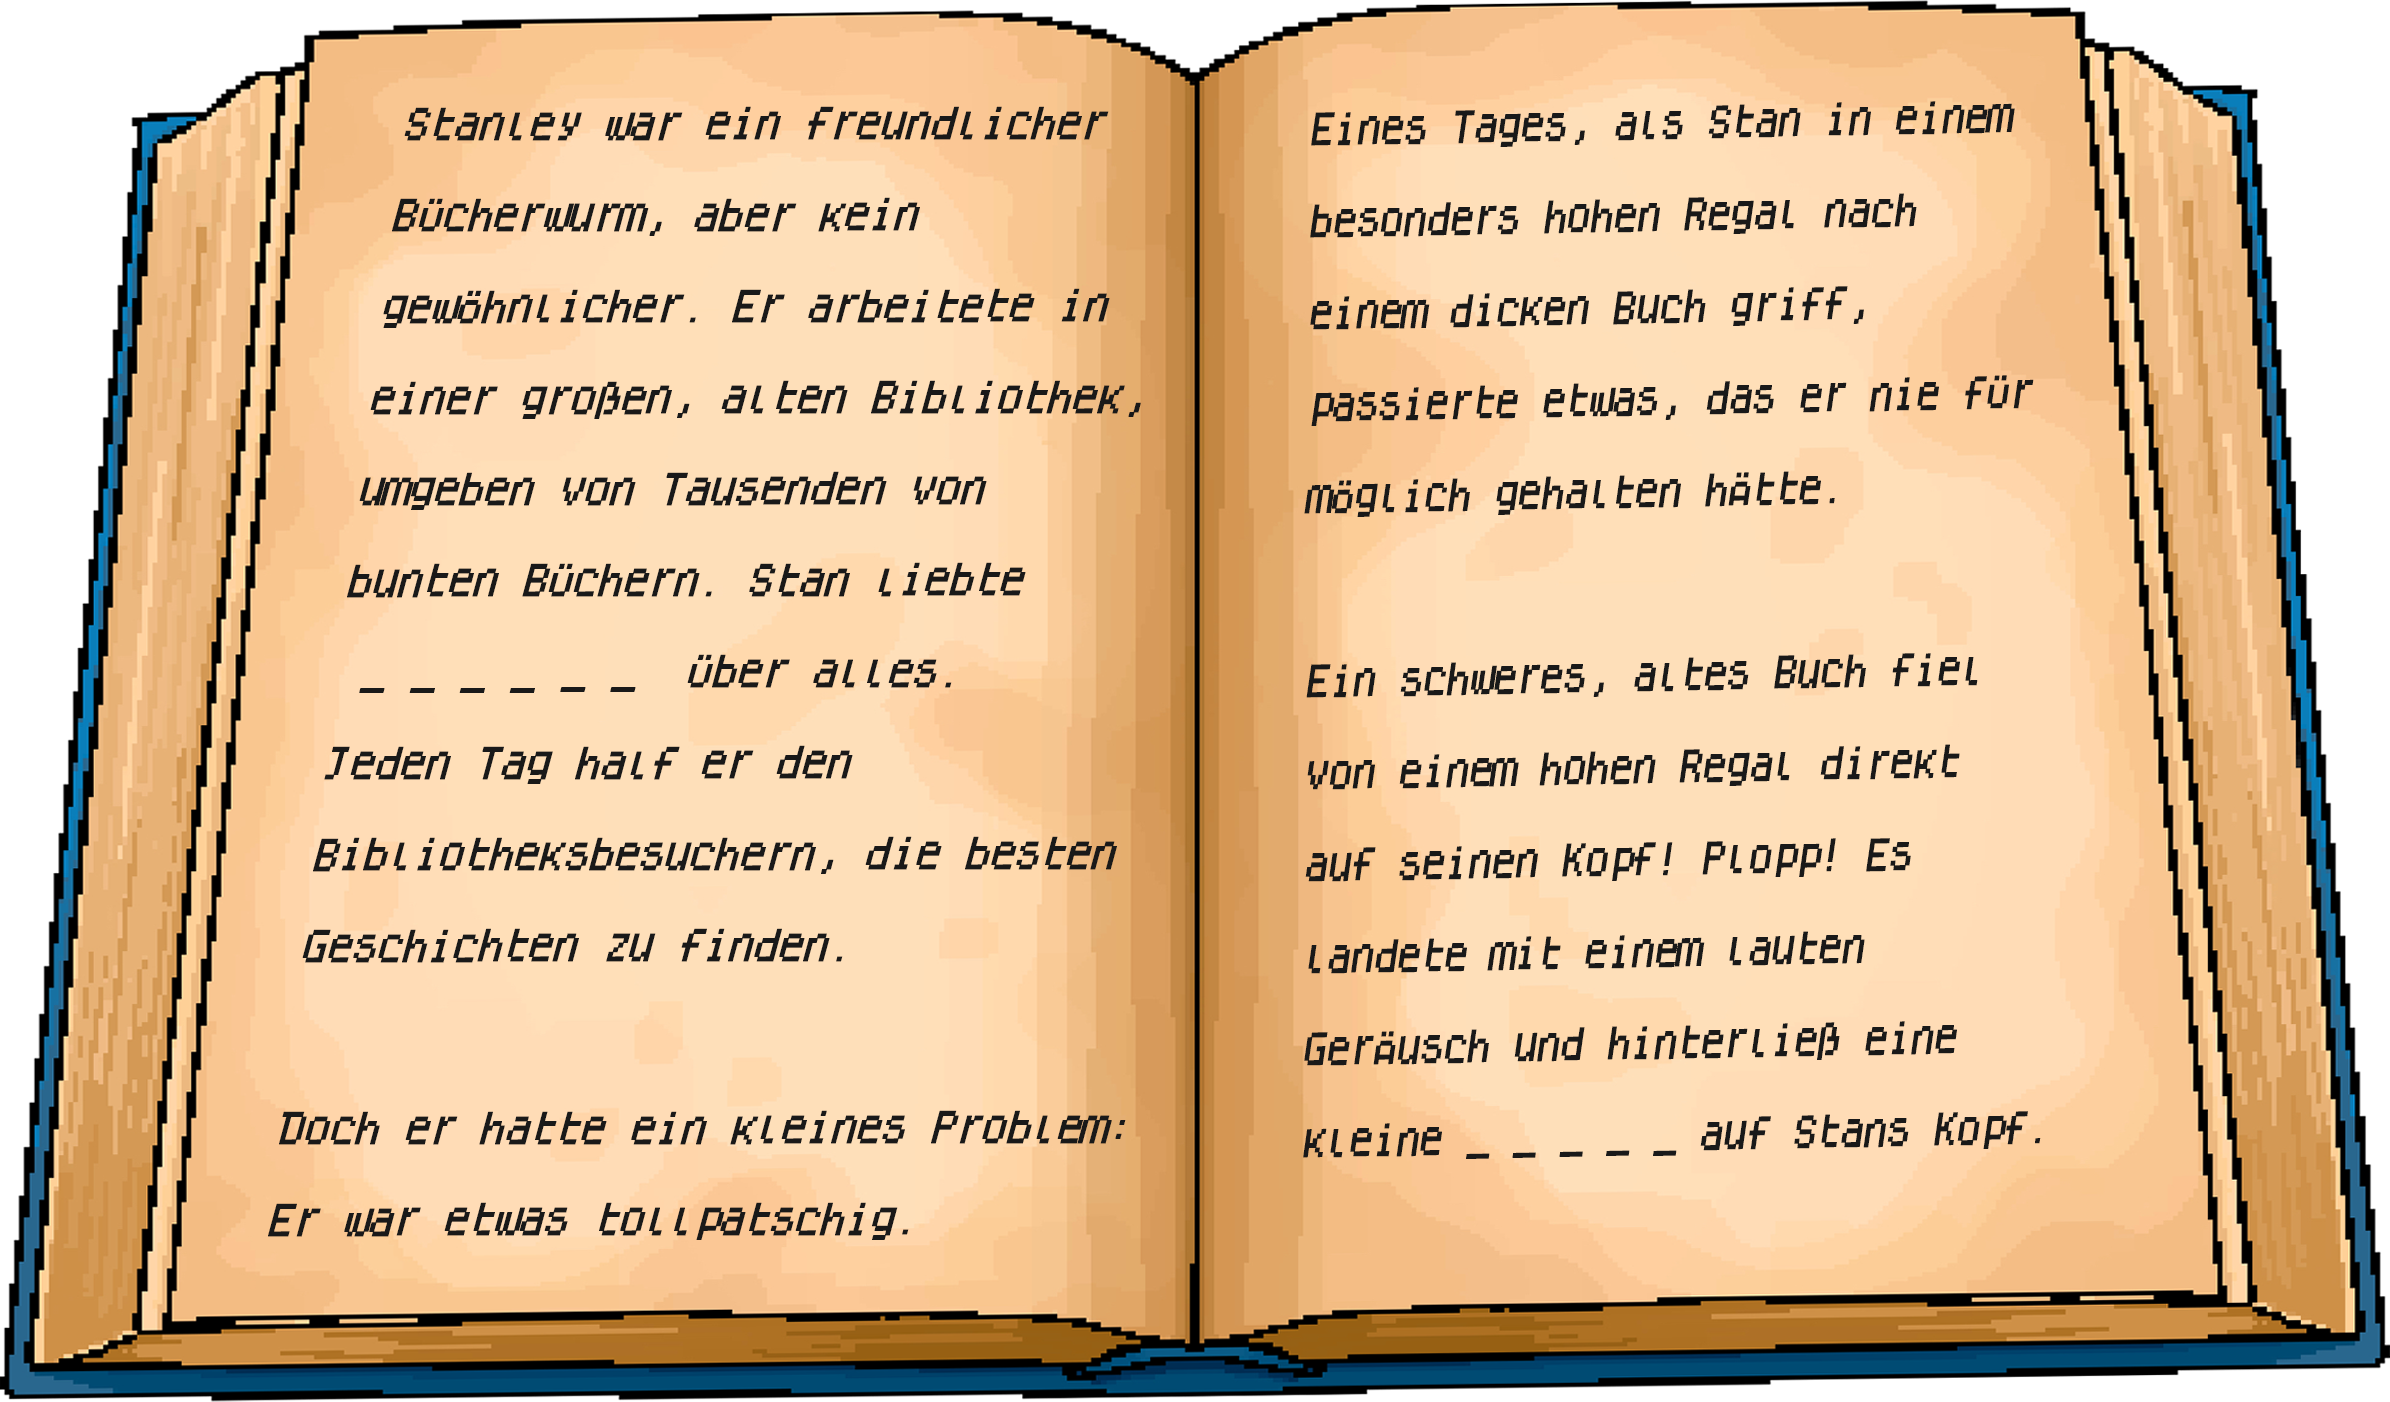 Stanley war ein freundlicher
Bücherwurm, aber kein
gewöhnlicher. Er arbeitete in
einer großen, alten Bibliothek,
umgeben von Tausenden von
bunten Büchern. Stan liebte
_ _ _ _ _ _ über alles.
Jeden Tag half er den
Bibliotheksbesuchern, die besten
Geschichten zu finden.
Doch er hatte ein kleines Problem:
Er war etwas tollpatschig.
Eines Tages, als Stan in einem
besonders hohen Regal nach
einem dicken Buch griff,
passierte etwas, das er nie für
möglich gehalten hätte.
Ein schweres, altes Buch fiel
von einem hohen Regal direkt
auf seinen Kopf! Plopp! Es
landete mit einem lauten
Geräusch und hinterließ eine
kleine _ _ _ _ _ auf Stans Kopf.